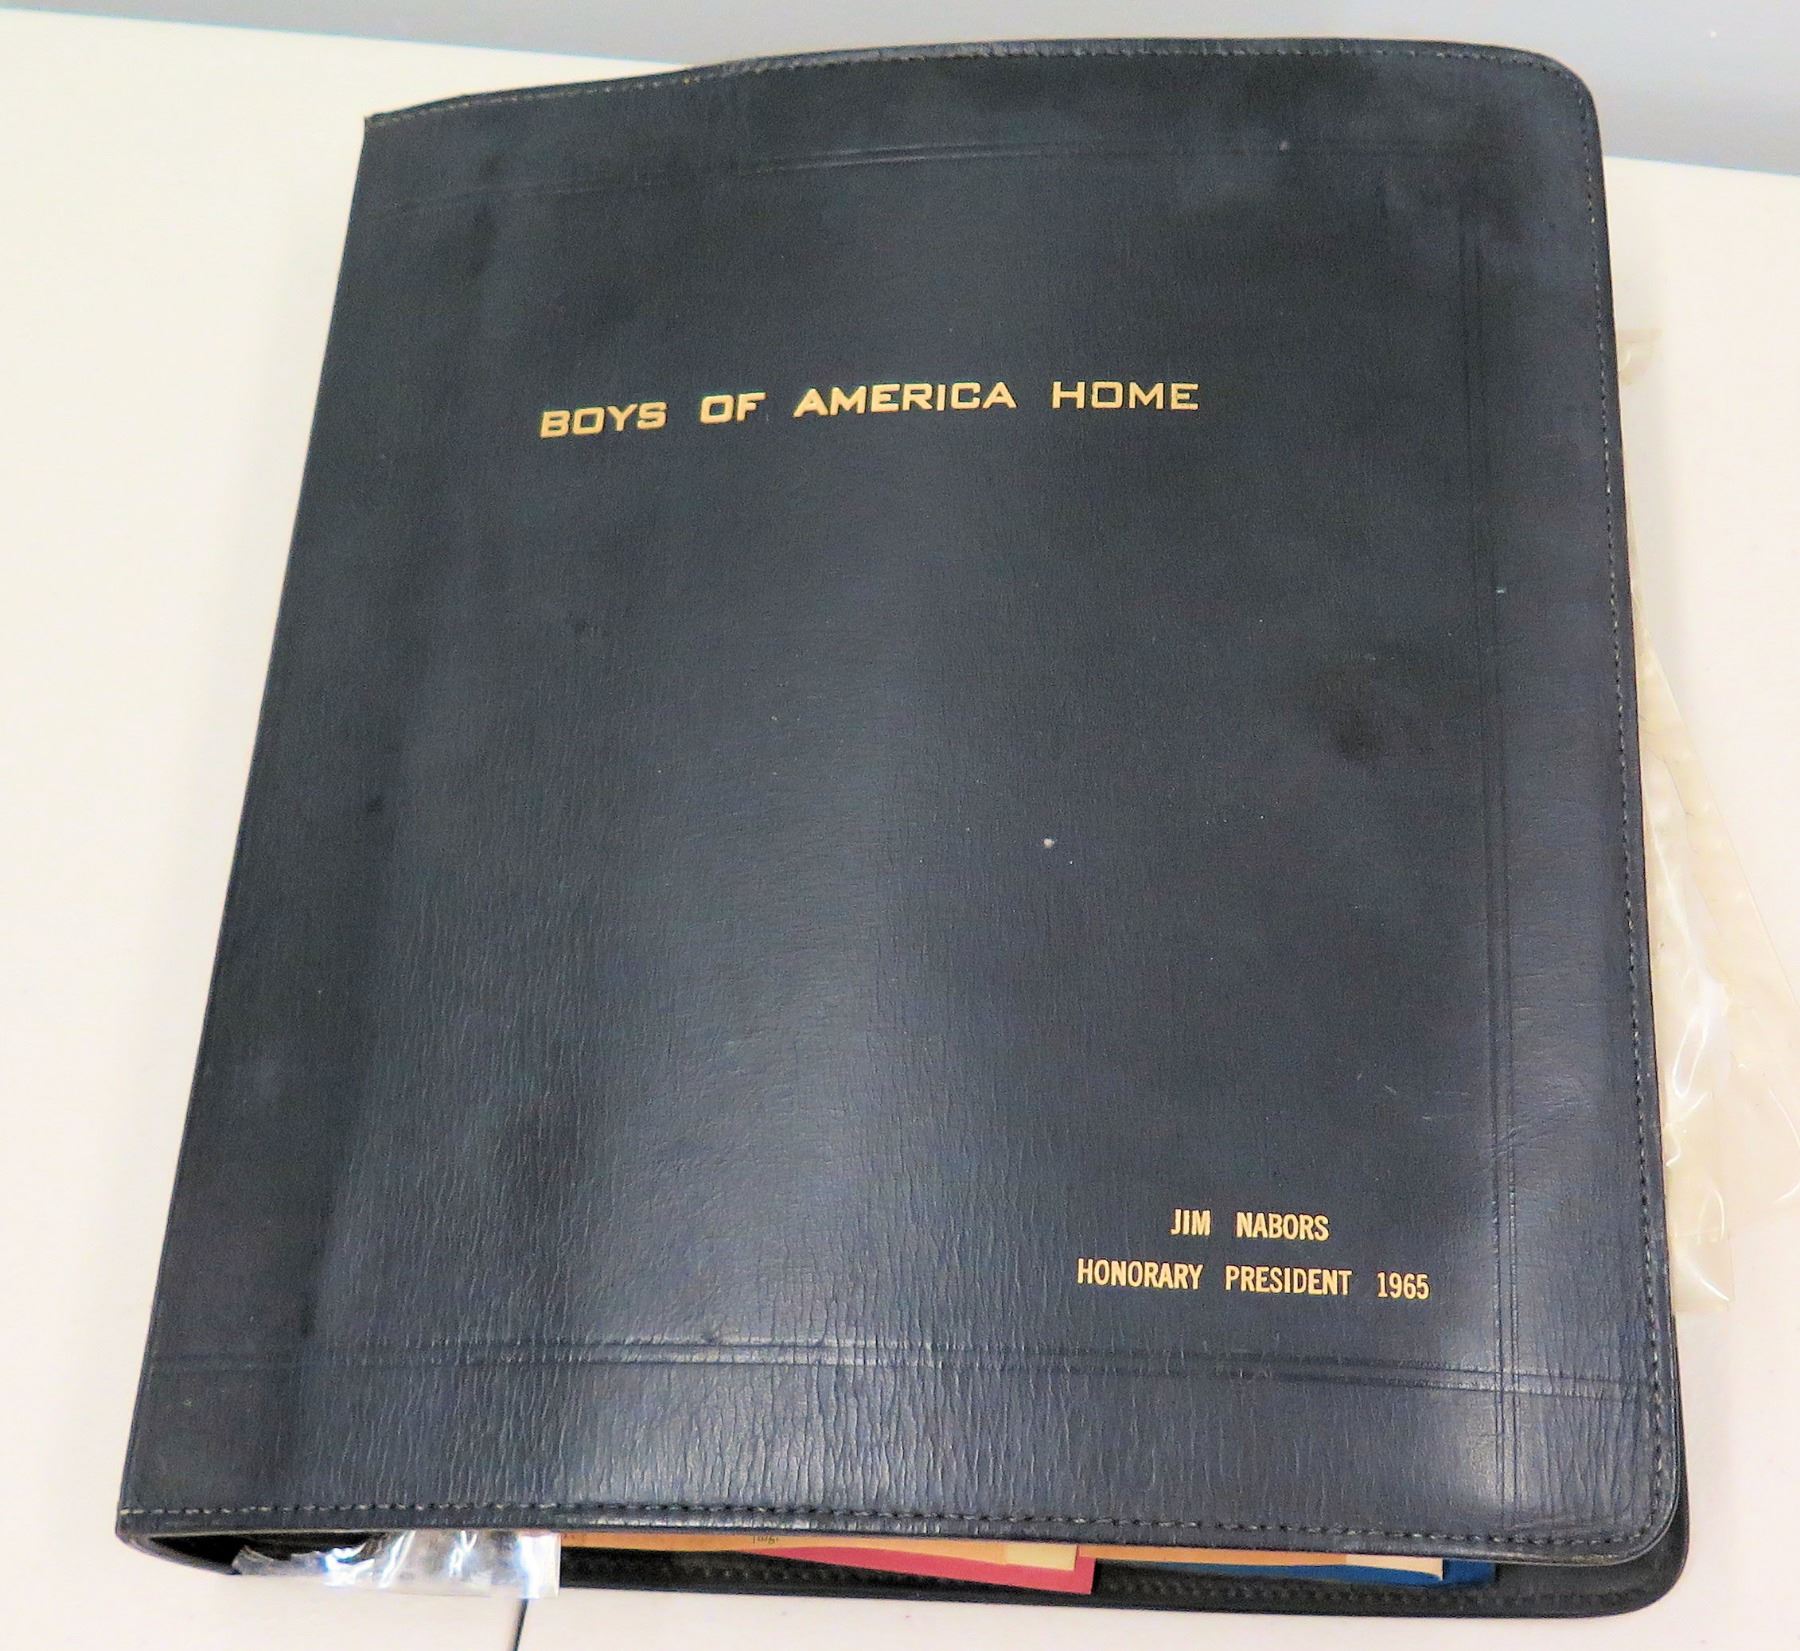 BOYS OF AMERICA HOME
JIM NABORS
HONORARY PRESIDENT 1965